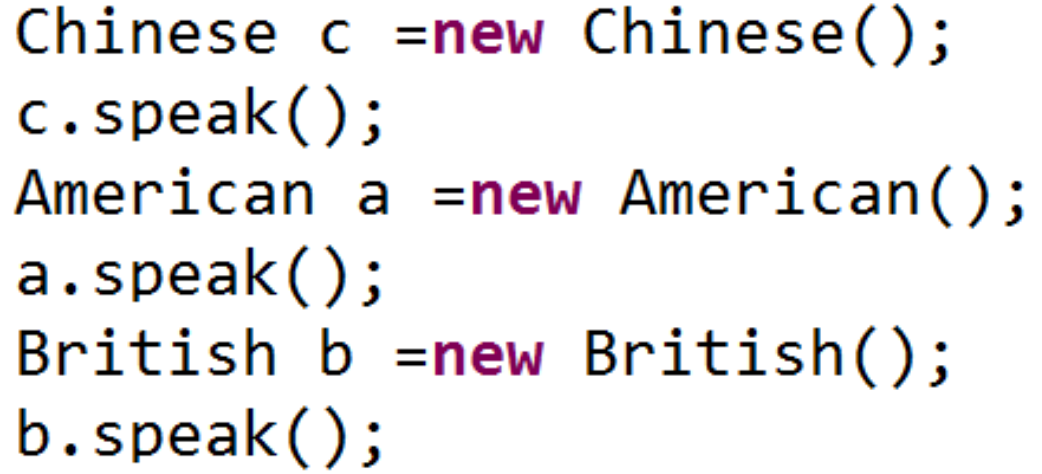 Chinese c =new Chinese();
c.speak();
American a =new American();
a.speak();
British b =new British();
b.speak();